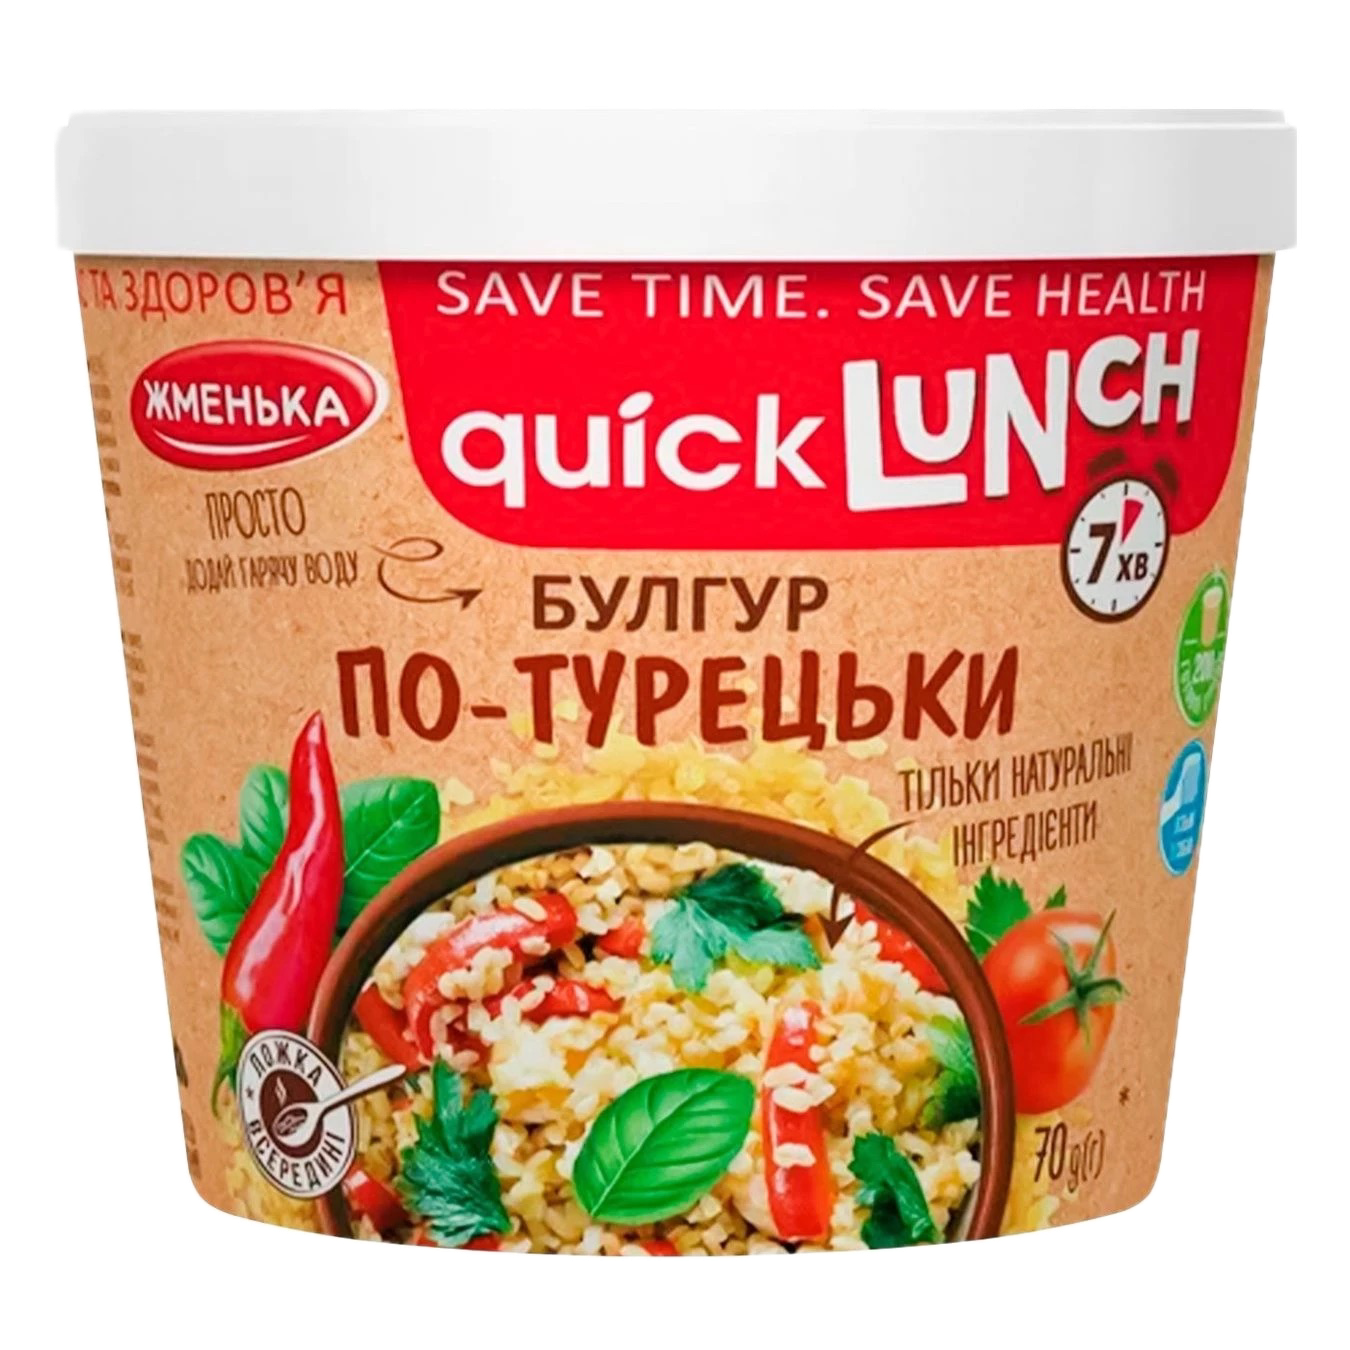 ТА ЗДОРОВ'Я
SAVE TIME. SAVE HEALTH
ЖМЕНЬКА
quick LUNCH
7 ХВ
ПРОСТО
ДОДАЙ ГАРЯЧУ ВОДУ
БУЛГУР
ПО-ТУРЕЦЬКИ
ТІЛЬКИ НАТУРАЛЬНІ
ІНГРЕДІЄНТИ
ЛОЖКА
ВСЕРЕДИНІ
*
70 g(г)